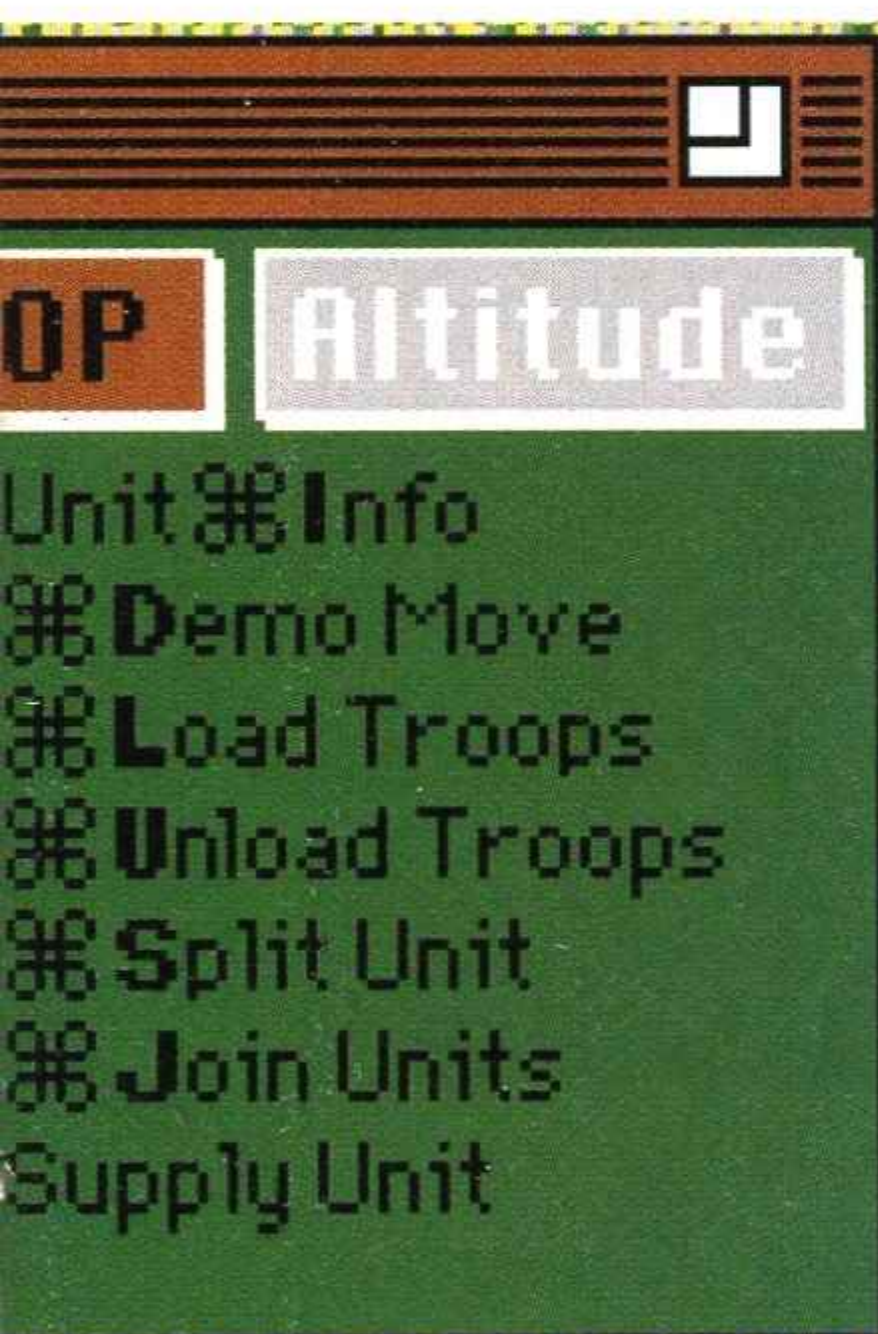 OP Altitude
Unit ⌘Info
⌘Demo Move
⌘Load Troops
⌘Unload Troops
⌘Split Unit
⌘Join Units
Supply Unit